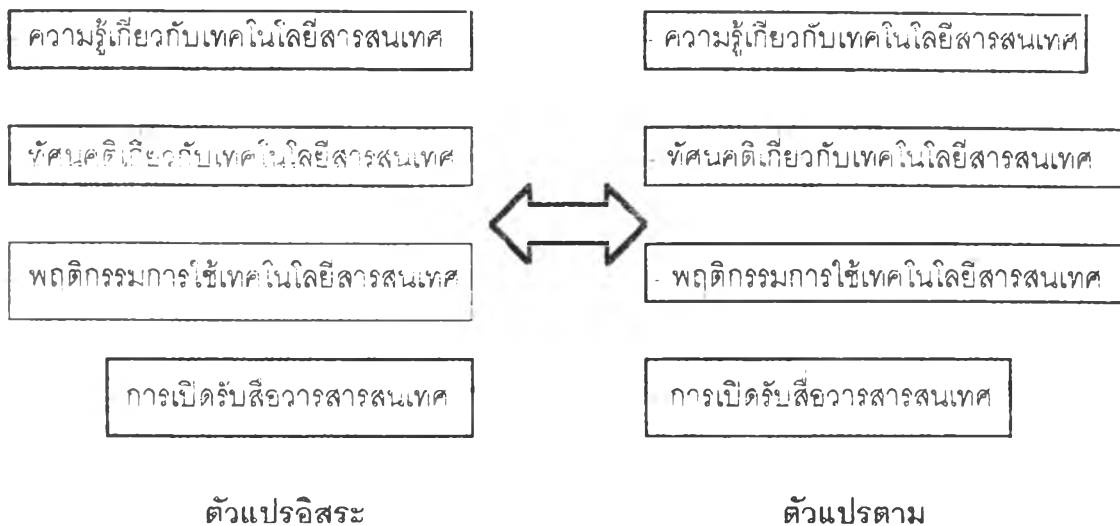 ความรู้เกี่ยวกับเทคโนโลยีสารสนเทศ
ทัศนคติเกี่ยวกับเทคโนโลยีสารสนเทศ
พฤติกรรมการใช้เทคโนโลยีสารสนเทศ
การเปิดรับสื่อวารสารสนเทศ
ตัวแปรอิสระ
- ความรู้เกี่ยวกับเทคโนโลยีสารสนเทศ
- ทัศนคติเกี่ยวกับเทคโนโลยีสารสนเทศ
- พฤติกรรมการใช้เทคโนโลยีสารสนเทศ
การเปิดรับสื่อวารสารสนเทศ
ตัวแปรตาม